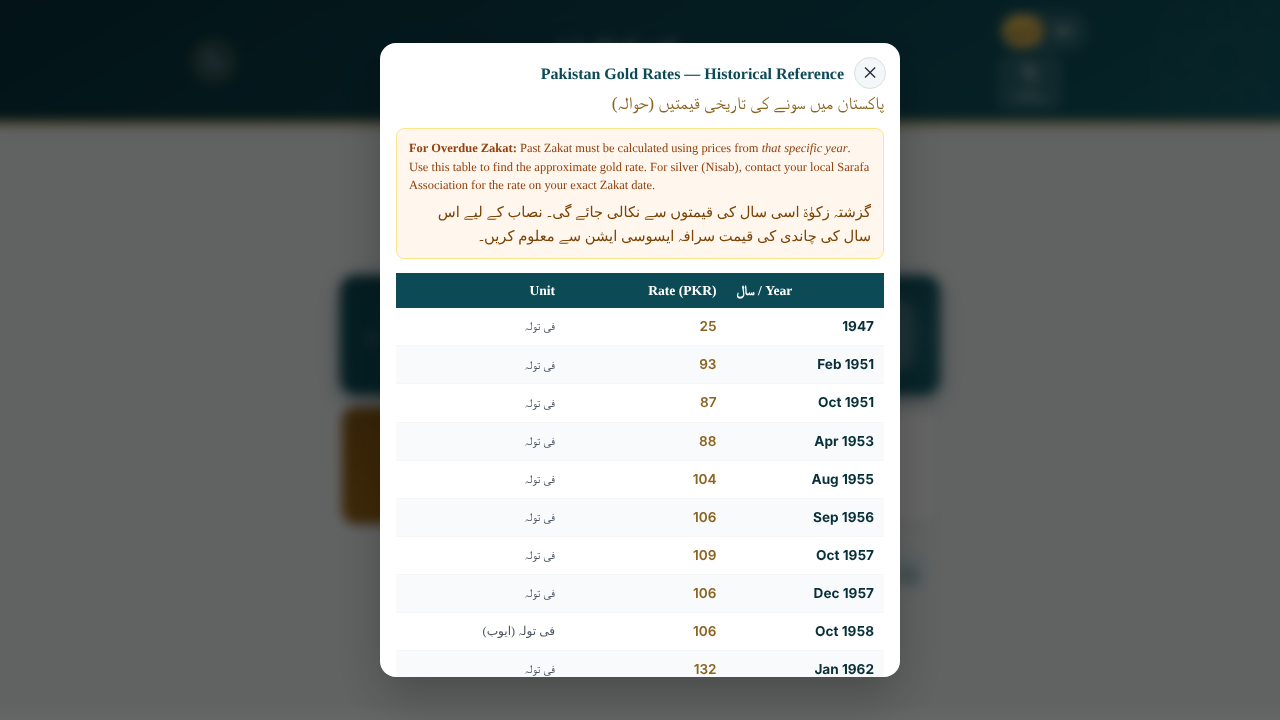 Pakistan Gold Rates — Historical Reference
پاکستان میں سونے کی تاریخی قیمتیں (حوالہ)
For Overdue Zakat: Past Zakat must be calculated using prices from that specific year.
Use this table to find the approximate gold rate. For silver (Nisab), contact your local Sarafa
Association for the rate on your exact Zakat date.
گزشتہ زکوٰۃ اسی سال کی قیمتوں سے نکالی جائے گی۔ نصاب کے لیے اس
سال کی چاندی کی قیمت سرافہ ایسوسی ایشن سے معلوم کریں۔
سال / Year Rate (PKR) Unit
1947 25 فی تولہ
Feb 1951 93 فی تولہ
Oct 1951 87 فی تولہ
Apr 1953 88 فی تولہ
Aug 1955 104 فی تولہ
Sep 1956 106 فی تولہ
Oct 1957 109 فی تولہ
Dec 1957 106 فی تولہ
Oct 1958 106 فی تولہ (ایوب)
Jan 1962 132 فی تولہ